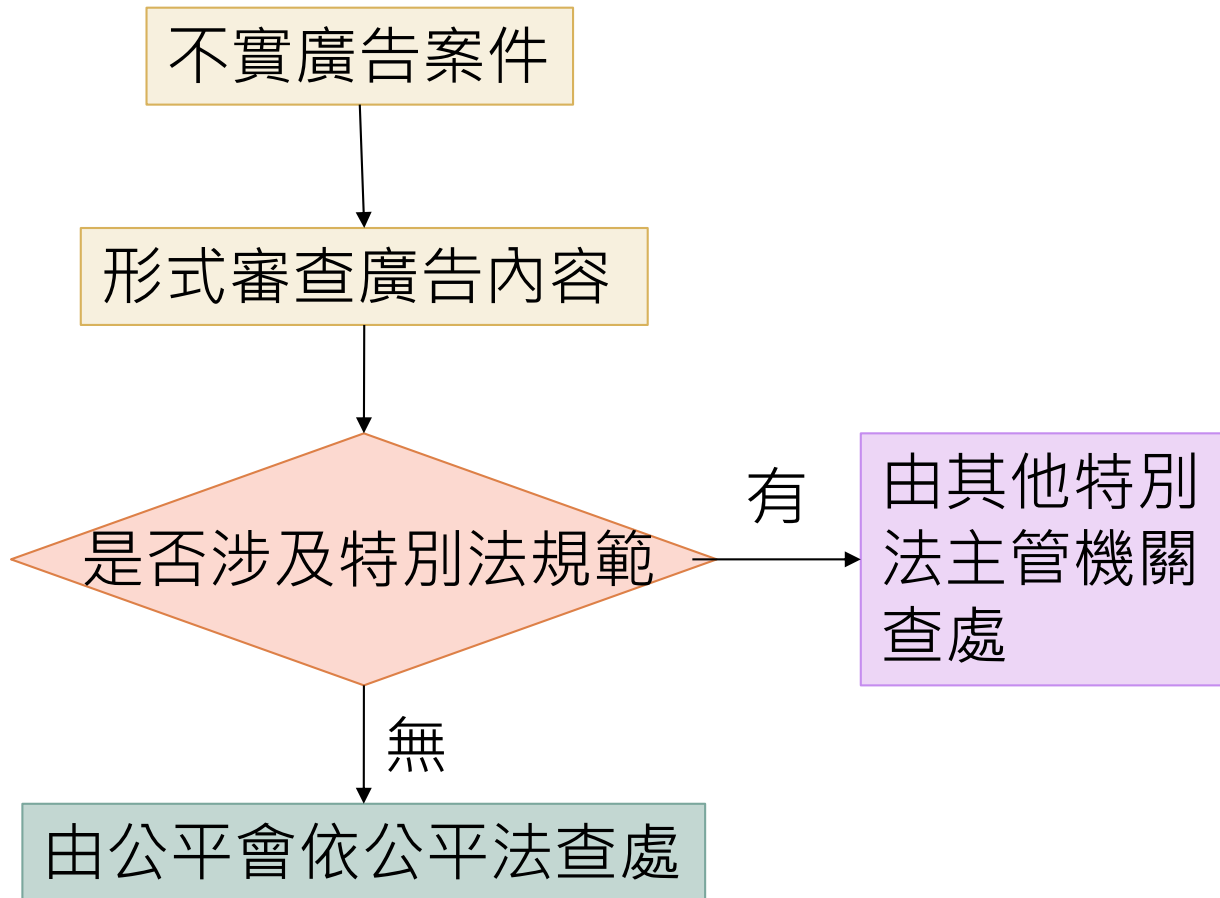 不實廣告案件
形式審查廣告內容
是否涉及特別法規範
有
由其他特別
法主管機關
查處
無
由公平會依公平法查處